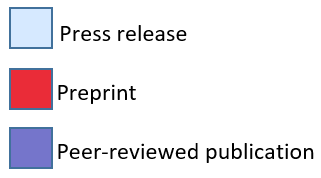 Press release
Preprint
Peer-reviewed publication